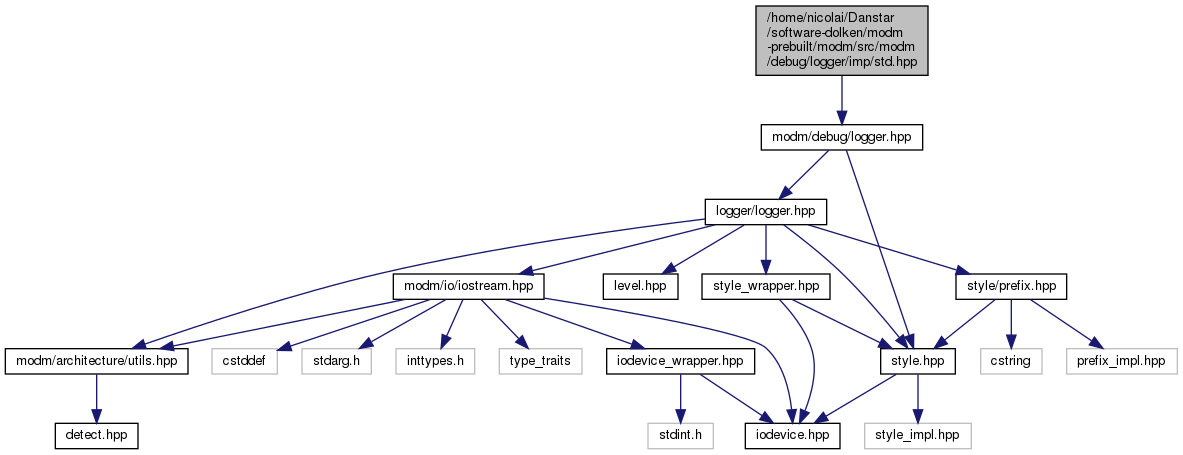 /home/nicolai/Danstar
/software-dolken/modm
-prebuilt/modm/src/modm
/debug/logger/imp/std.hpp
modm/debug/logger.hpp
logger/logger.hpp
modm/io/iostream.hpp
level.hpp
style_wrapper.hpp
style/prefix.hpp
modm/architecture/utils.hpp
cstddef
stdarg.h
inttypes.h
type_traits
iodevice_wrapper.hpp
style.hpp
cstring
prefix_impl.hpp
detect.hpp
stdint.h
iodevice.hpp
style_impl.hpp